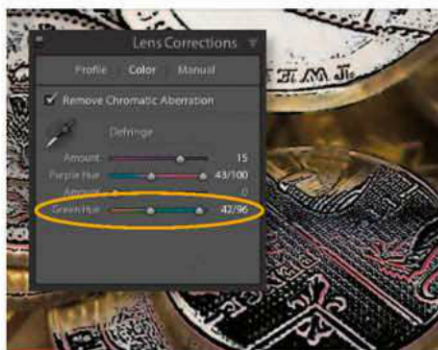 Lens Corrections
Profile Color Manual
Remove Chromatic Aberration
Defringe
Amount 15
Purple Hue 43/100
Amount 0
Green Hue 42/96